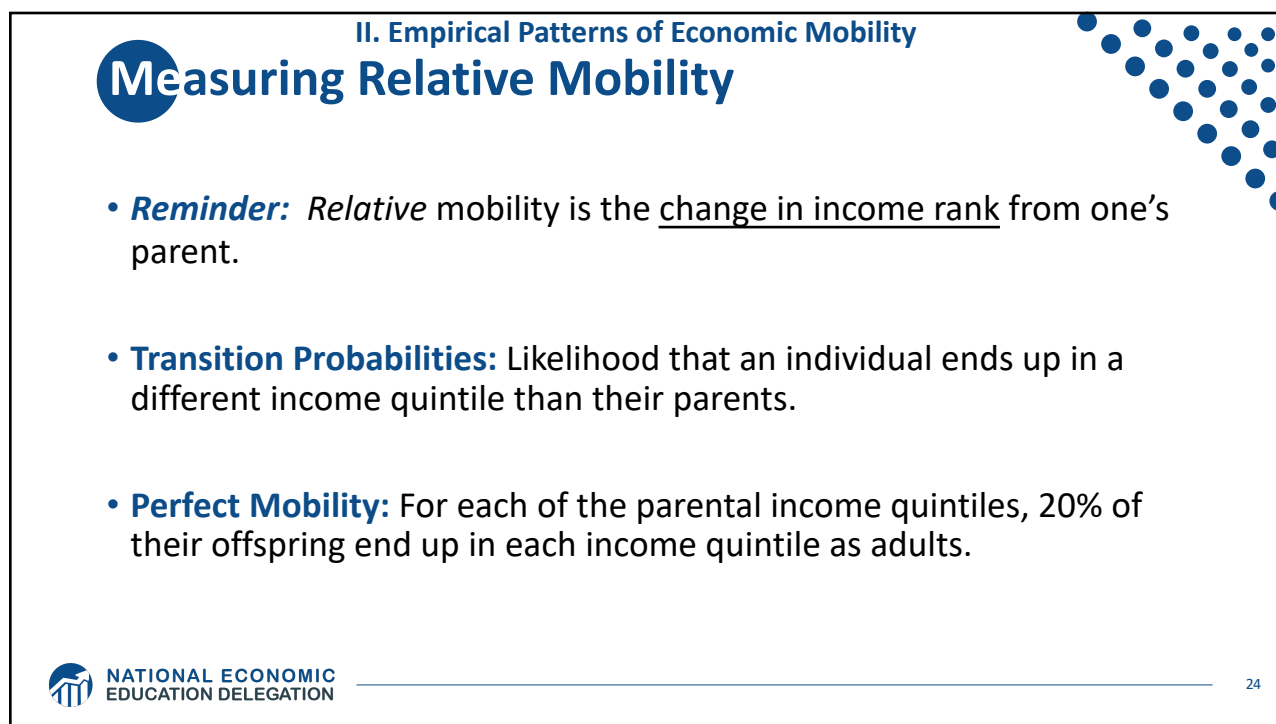 II. Empirical Patterns of Economic Mobility
Measuring Relative Mobility
• Reminder: Relative mobility is the change in income rank from one’s
parent.
• Transition Probabilities: Likelihood that an individual ends up in a
different income quintile than their parents.
• Perfect Mobility: For each of the parental income quintiles, 20% of
their offspring end up in each income quintile as adults.
NATIONAL ECONOMIC
EDUCATION DELEGATION
24